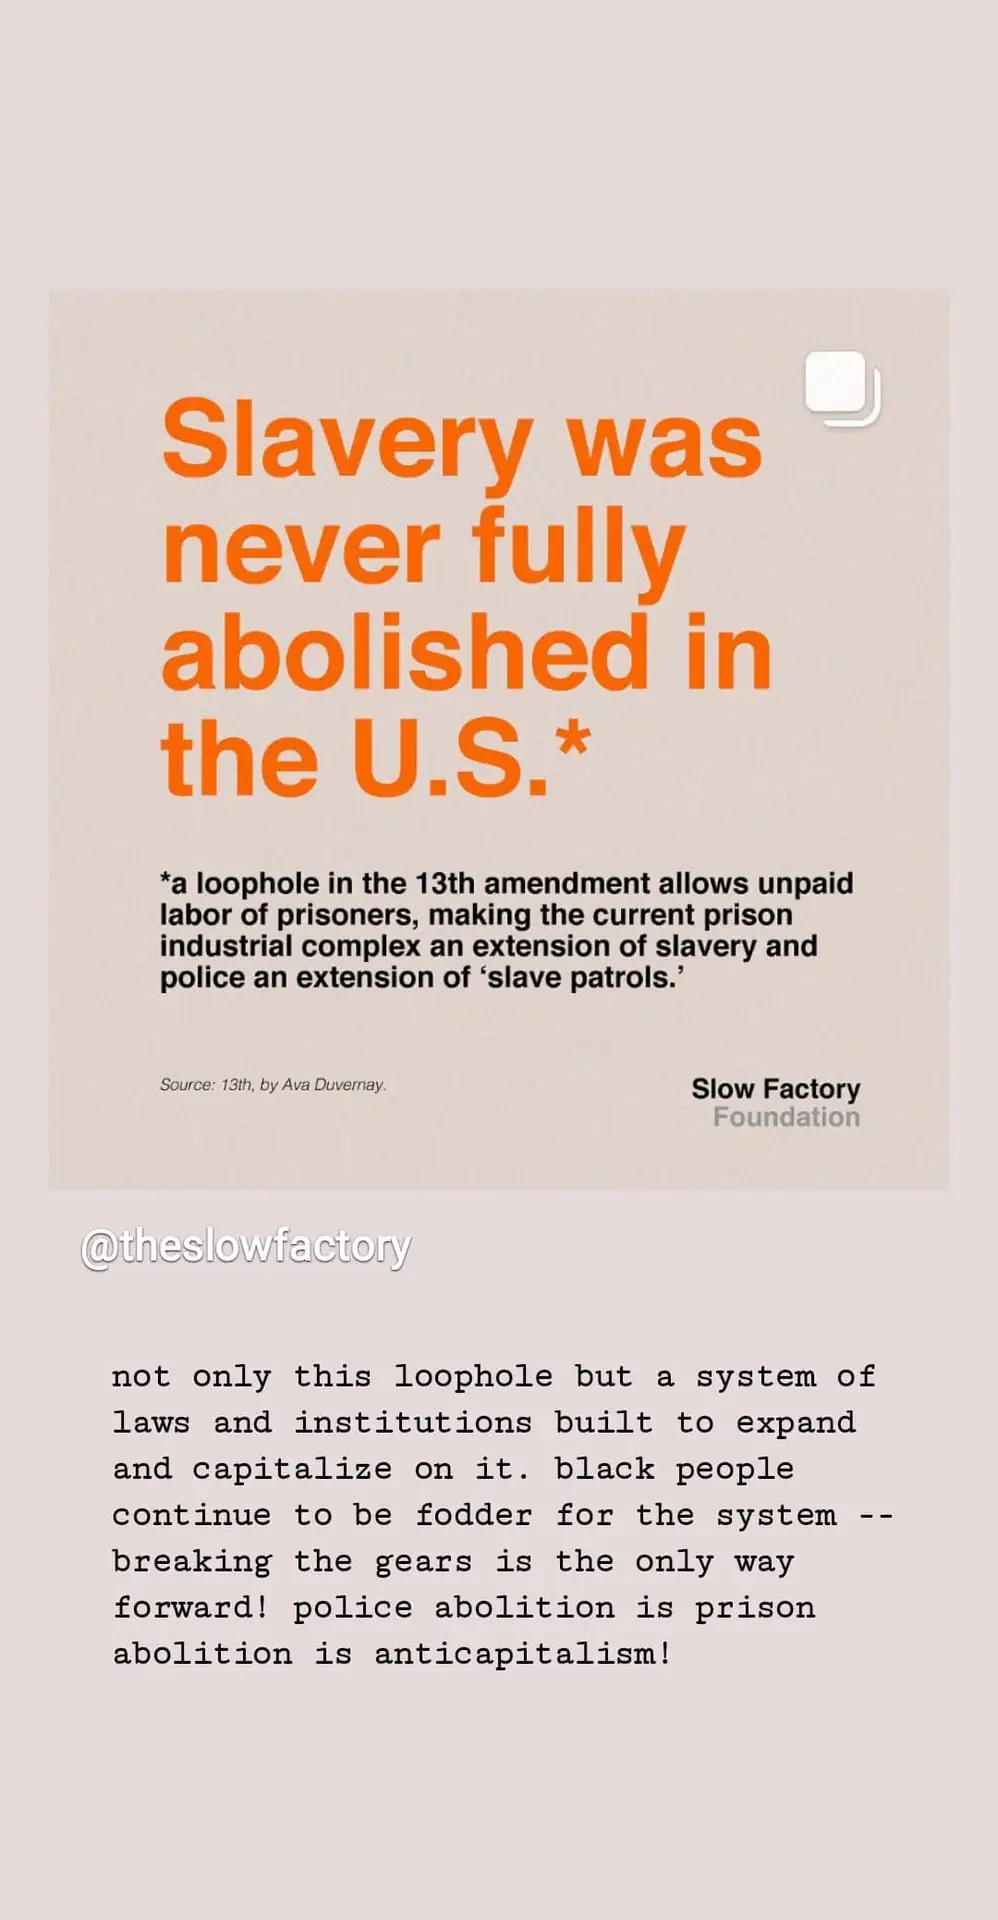 Slavery was
never fully
abolished in
the U.S.*
*a loophole in the 13th amendment allows unpaid
labor of prisoners, making the current prison
industrial complex an extension of slavery and
police an extension of ‘slave patrols.’
Source: 13th, by Ava Duvernay.
Slow Factory
Foundation
@theslowfactory
not only this loophole but a system of
laws and institutions built to expand
and capitalize on it. black people
continue to be fodder for the system --
breaking the gears is the only way
forward! police abolition is prison
abolition is anticapitalism!